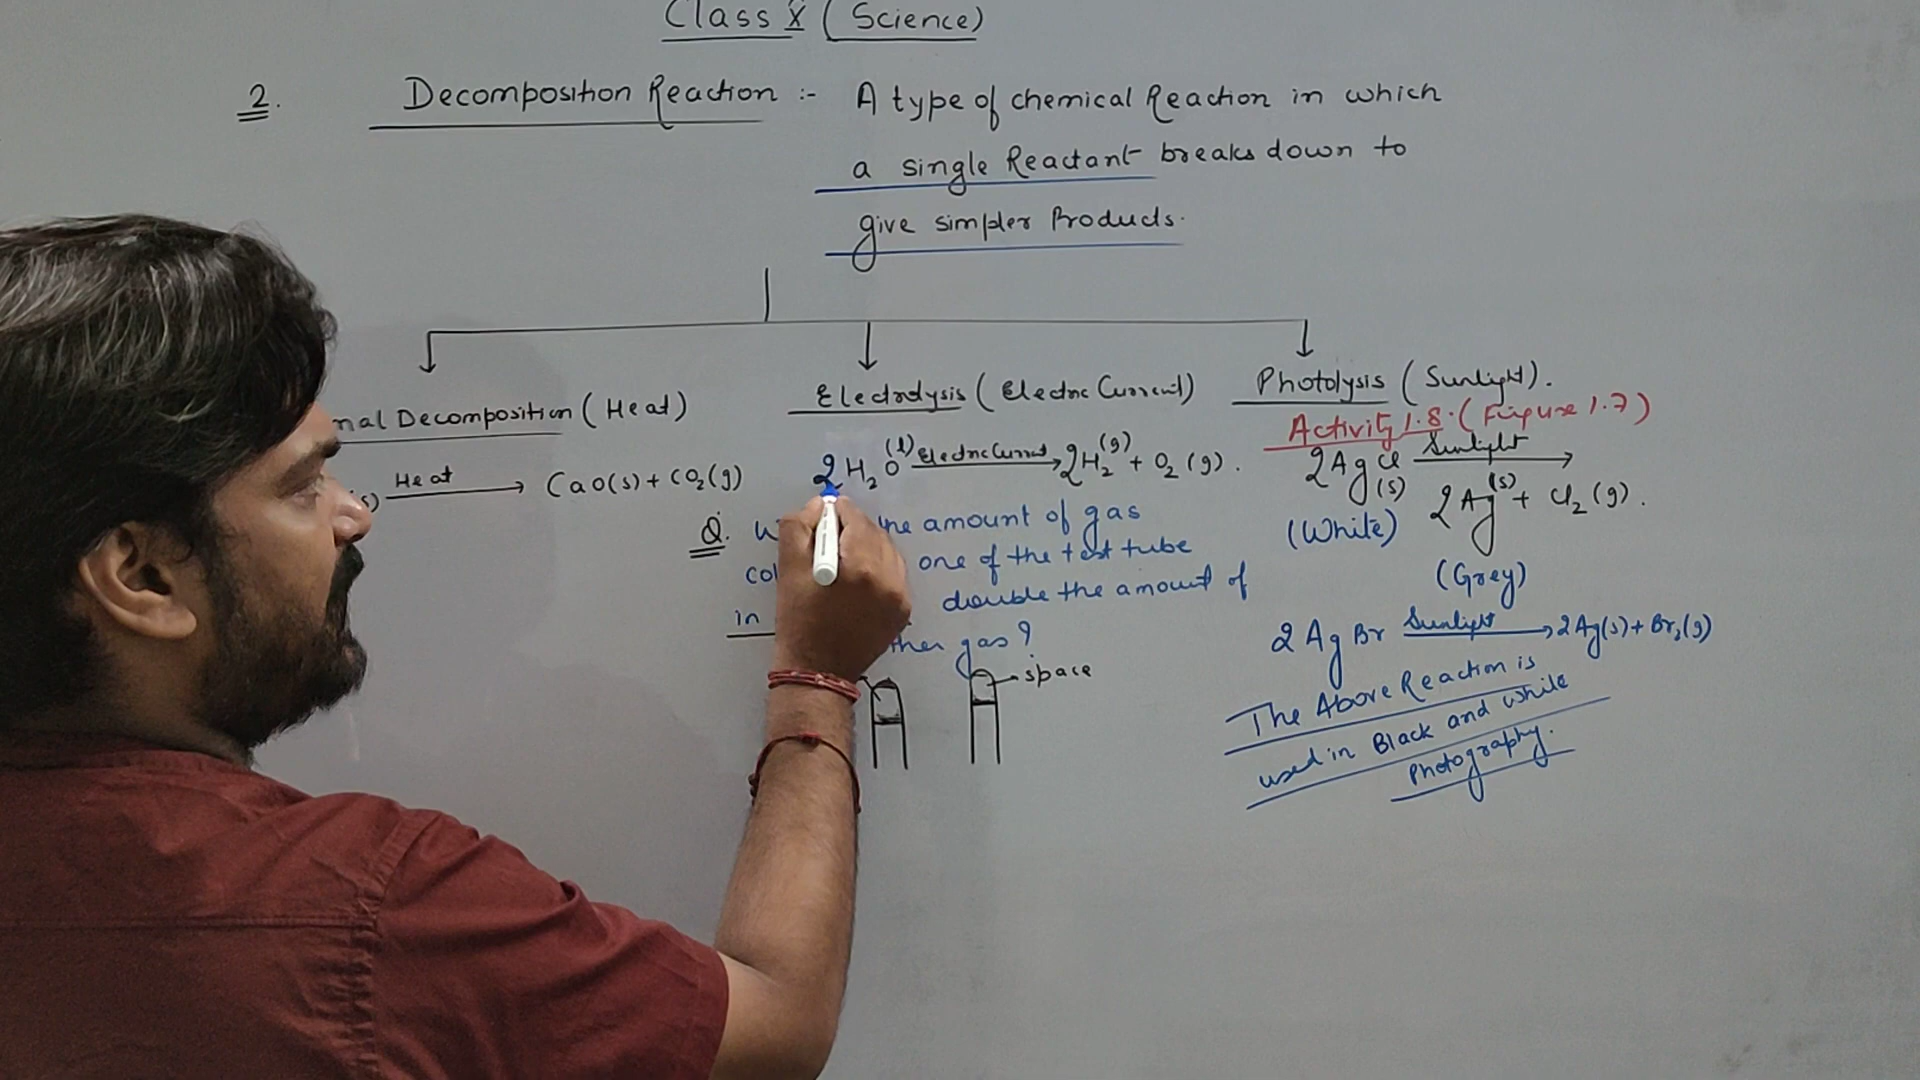 Class X (Science)
2. Decomposition Reaction :- A type of chemical Reaction in which
a single Reactant breaks down to
give simpler Products.
nal Decomposition (Heat)
(s) Heat → CaO(s) + CO₂(g)
Electrolysis (Electric Current)
2H₂O(l) Electric Current → 2H₂(g) + O₂(g).
Q. the amount of gas
one of the test tube
in double the amount of
gas?
space
Photolysis (Sunlight).
Activity 1.8. (Figure 1.7)
2AgCl(s) Sunlight →
2Ag(s) + Cl₂(g).
(White)
(Grey)
2AgBr Sunlight → 2Ag(s) + Br₂(g)
The Above Reaction is
used in Black and While
Photography.